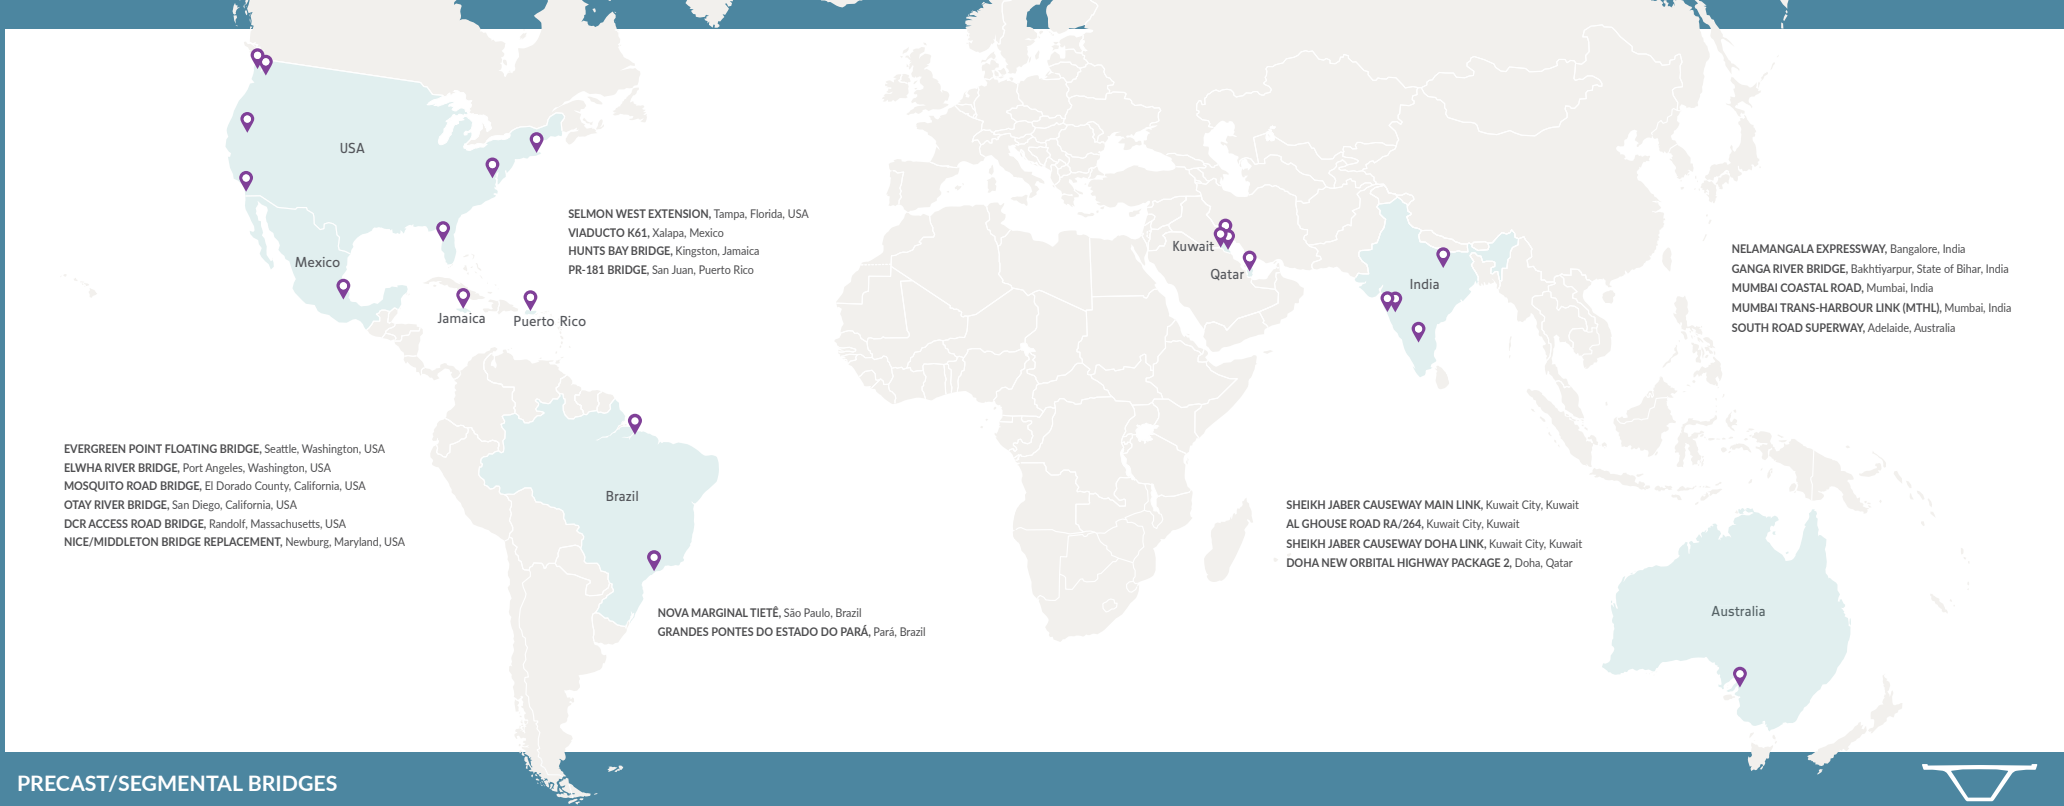 USA
Mexico
Jamaica
Puerto Rico
SELMON WEST EXTENSION, Tampa, Florida, USA
VIADUCTO K61, Xalapa, Mexico
HUNTS BAY BRIDGE, Kingston, Jamaica
PR-181 BRIDGE, San Juan, Puerto Rico
Kuwait
Qatar
India
NELAMANGALA EXPRESSWAY, Bangalore, India
GANGA RIVER BRIDGE, Bakhtiyarpur, State of Bihar, India
MUMBAI COASTAL ROAD, Mumbai, India
MUMBAI TRANS-HARBOUR LINK (MTHL), Mumbai, India
SOUTH ROAD SUPERWAY, Adelaide, Australia
EVERGREEN POINT FLOATING BRIDGE, Seattle, Washington, USA
ELWHA RIVER BRIDGE, Port Angeles, Washington, USA
MOSQUITO ROAD BRIDGE, El Dorado County, California, USA
OTAY RIVER BRIDGE, San Diego, California, USA
DCR ACCESS ROAD BRIDGE, Randolf, Massachusetts, USA
NICE/MIDDLETON BRIDGE REPLACEMENT, Newburg, Maryland, USA
Brazil
NOVA MARGINAL TIETÊ, São Paulo, Brazil
GRANDES PONTES DO ESTADO DO PARÁ, Pará, Brazil
SHEIKH JABER CAUSEWAY MAIN LINK, Kuwait City, Kuwait
AL GHOUSE ROAD RA/264, Kuwait City, Kuwait
SHEIKH JABER CAUSEWAY DOHA LINK, Kuwait City, Kuwait
DOHA NEW ORBITAL HIGHWAY PACKAGE 2, Doha, Qatar
Australia
PRECAST/SEGMENTAL BRIDGES